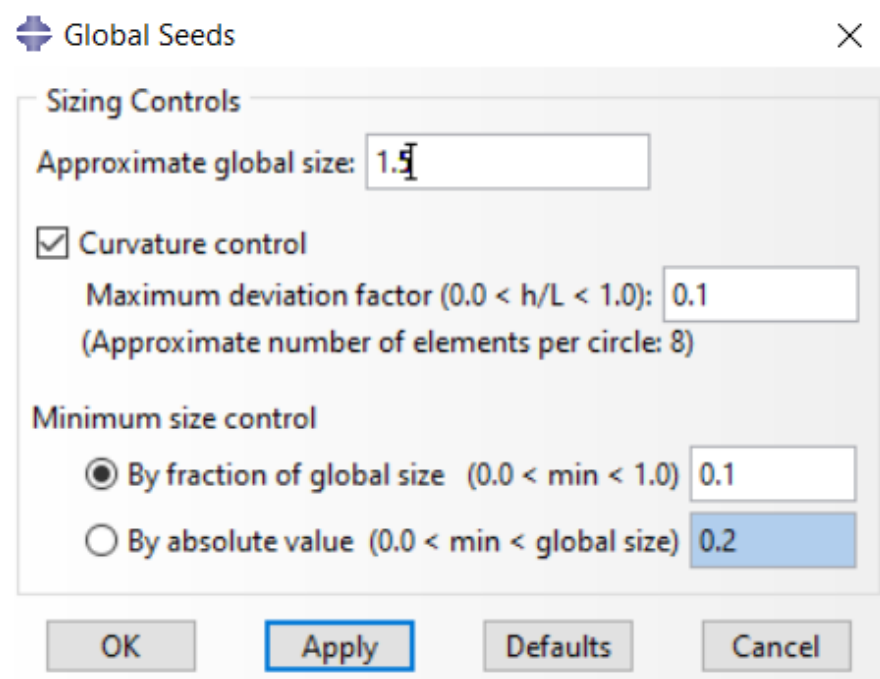 Global Seeds
Sizing Controls
Approximate global size: 1.5
Curvature control
Maximum deviation factor (0.0 < h/L < 1.0): 0.1
(Approximate number of elements per circle: 8)
Minimum size control
By fraction of global size (0.0 < min < 1.0) 0.1
By absolute value (0.0 < min < global size) 0.2
OK Apply Defaults Cancel